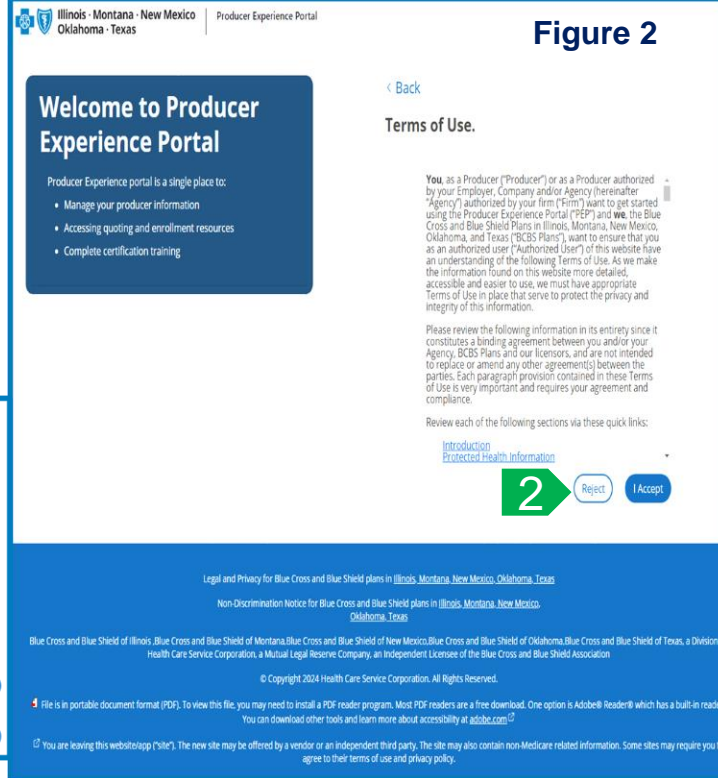 Illinois · Montana · New Mexico
Oklahoma · Texas
Producer Experience Portal
Figure 2
Welcome to Producer
Experience Portal
Producer Experience portal is a single place to:
• Manage your producer information
• Accessing quoting and enrollment resources
• Complete certification training
< Back
Terms of Use.
You, as a Producer ("Producer") or as a Producer authorized
by your Employer, Company and/or Agency (hereinafter
"Agency") authorized by your firm ("Firm") want to get started
using the Producer Experience Portal ("PEP") and we, the Blue
Cross and Blue Shield Plans in Illinois, Montana, New Mexico,
Oklahoma, and Texas ("BCBS Plans"), want to ensure that you
as an authorized user ("Authorized User") of this website have
an understanding of the following Terms of Use. As we make
the information found on this website more detailed,
accessible and easier to use, we must have appropriate
Terms of Use in place that serve to protect the privacy and
integrity of this information.
Please review the following information in its entirety since it
constitutes a binding agreement between you and/or your
Agency, BCBS Plans and our licensors, and are not intended
to replace or amend any other agreement(s) between the
parties. Each paragraph provision contained in these Terms
of Use is very important and requires your agreement and
compliance.
Review each of the following sections via these quick links:
Introduction
Protected Health Information
2
Reject
I Accept
Legal and Privacy for Blue Cross and Blue Shield plans in Illinois, Montana, New Mexico, Oklahoma, Texas
Non-Discrimination Notice for Blue Cross and Blue Shield plans in Illinois, Montana, New Mexico,
Oklahoma, Texas
Blue Cross and Blue Shield of Illinois ,Blue Cross and Blue Shield of Montana,Blue Cross and Blue Shield of New Mexico,Blue Cross and Blue Shield of Oklahoma,Blue Cross and Blue Shield of Texas, a Division
Health Care Service Corporation, a Mutual Legal Reserve Company, an Independent Licensee of the Blue Cross and Blue Shield Association
© Copyright 2024 Health Care Service Corporation. All Rights Reserved.
File is in portable document format (PDF). To view this file, you may need to install a PDF reader program. Most PDF readers are a free download. One option is Adobe® Reader® which has a built-in reade
You can download other tools and learn more about accessibility at adobe.com
You are leaving this website/app ("site"). The new site may be offered by a vendor or an independent third party. The site may also contain non-Medicare related information. Some sites may require you t
agree to their terms of use and privacy policy.